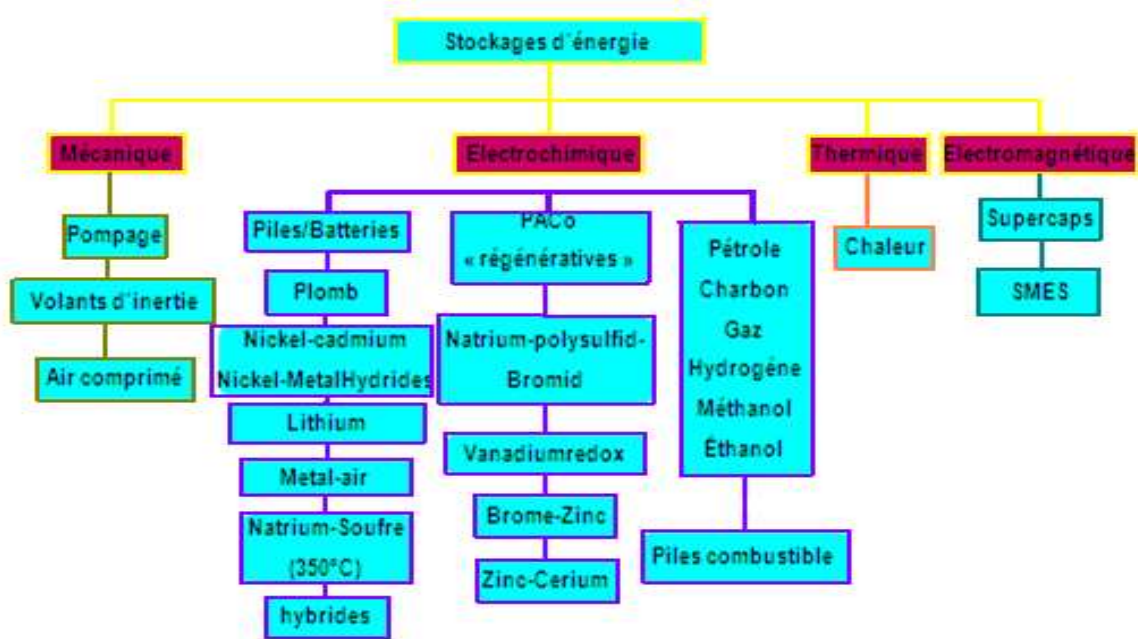 Stockages d´énergie
Mécanique
Electrochimique
Thermique
Electromagnétique
Pompage
Volants d´inertie
Air comprimé
Piles/Batteries
Plomb
Nickel-cadmium
Nickel-MetalHydrides
Lithium
Metal-air
Natrium-Soufre
(350°C)
hybrides
PACo
« régénératives »
Natrium-polysulfid-
Bromid
Vanadiumredox
Brome-Zinc
Zinc-Cerium
Pétrole
Charbon
Gaz
Hydrogéne
Méthanol
Éthanol
Piles combustible
Chaleur
Supercaps
SMES